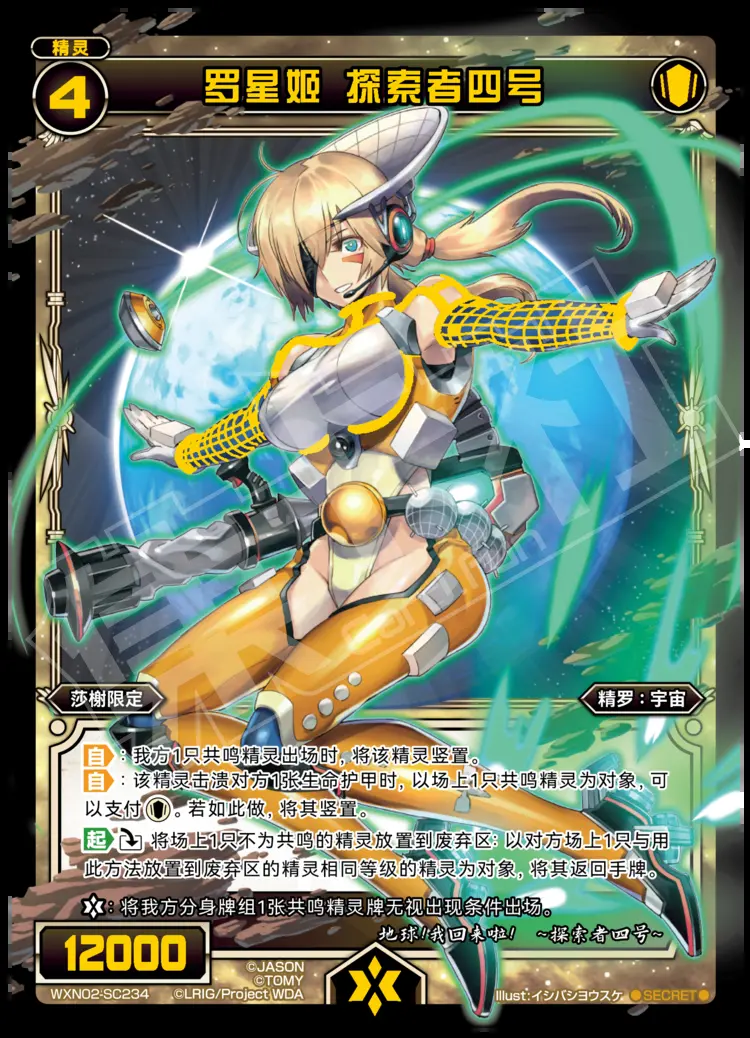 精灵
4
罗星姬 探索者四号
莎榭限定
精罗：宇宙
自：我方1只共鸣精灵出场时，将该精灵竖置。
自：该精灵击溃对方1张生命护甲时，以场上1只共鸣精灵为对象，可
以支付。若如此做，将其竖置。
起 将场上1只不为共鸣的精灵放置到废弃区：以对方场上1只与用
此方法放置到废弃区的精灵相同等级的精灵为对象，将其返回手牌。
：将我方分身牌组1张共鸣精灵牌无视出现条件出场。
地球！我回来啦！ ～探索者四号～
12000
©JASON
©TOMY
WXN02-SC234 ©LRIG/Project WDA
Illust:イシバシヨウスケ
●SECRET●